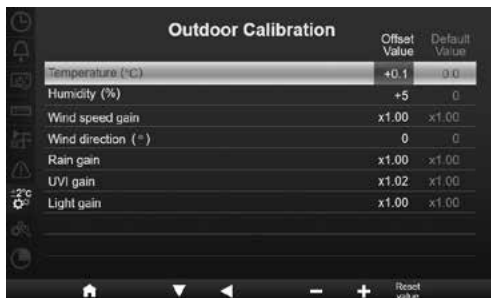 Outdoor Calibration
Offset Value
Default Value
Temperature (°C) +0.1 0.0
Humidity (%) +5 0
Wind speed gain x1.00 x1.00
Wind direction (°) 0 0
Rain gain x1.00 x1.00
UVI gain x1.02 x1.00
Light gain x1.00 x1.00
±2°C
Reset value